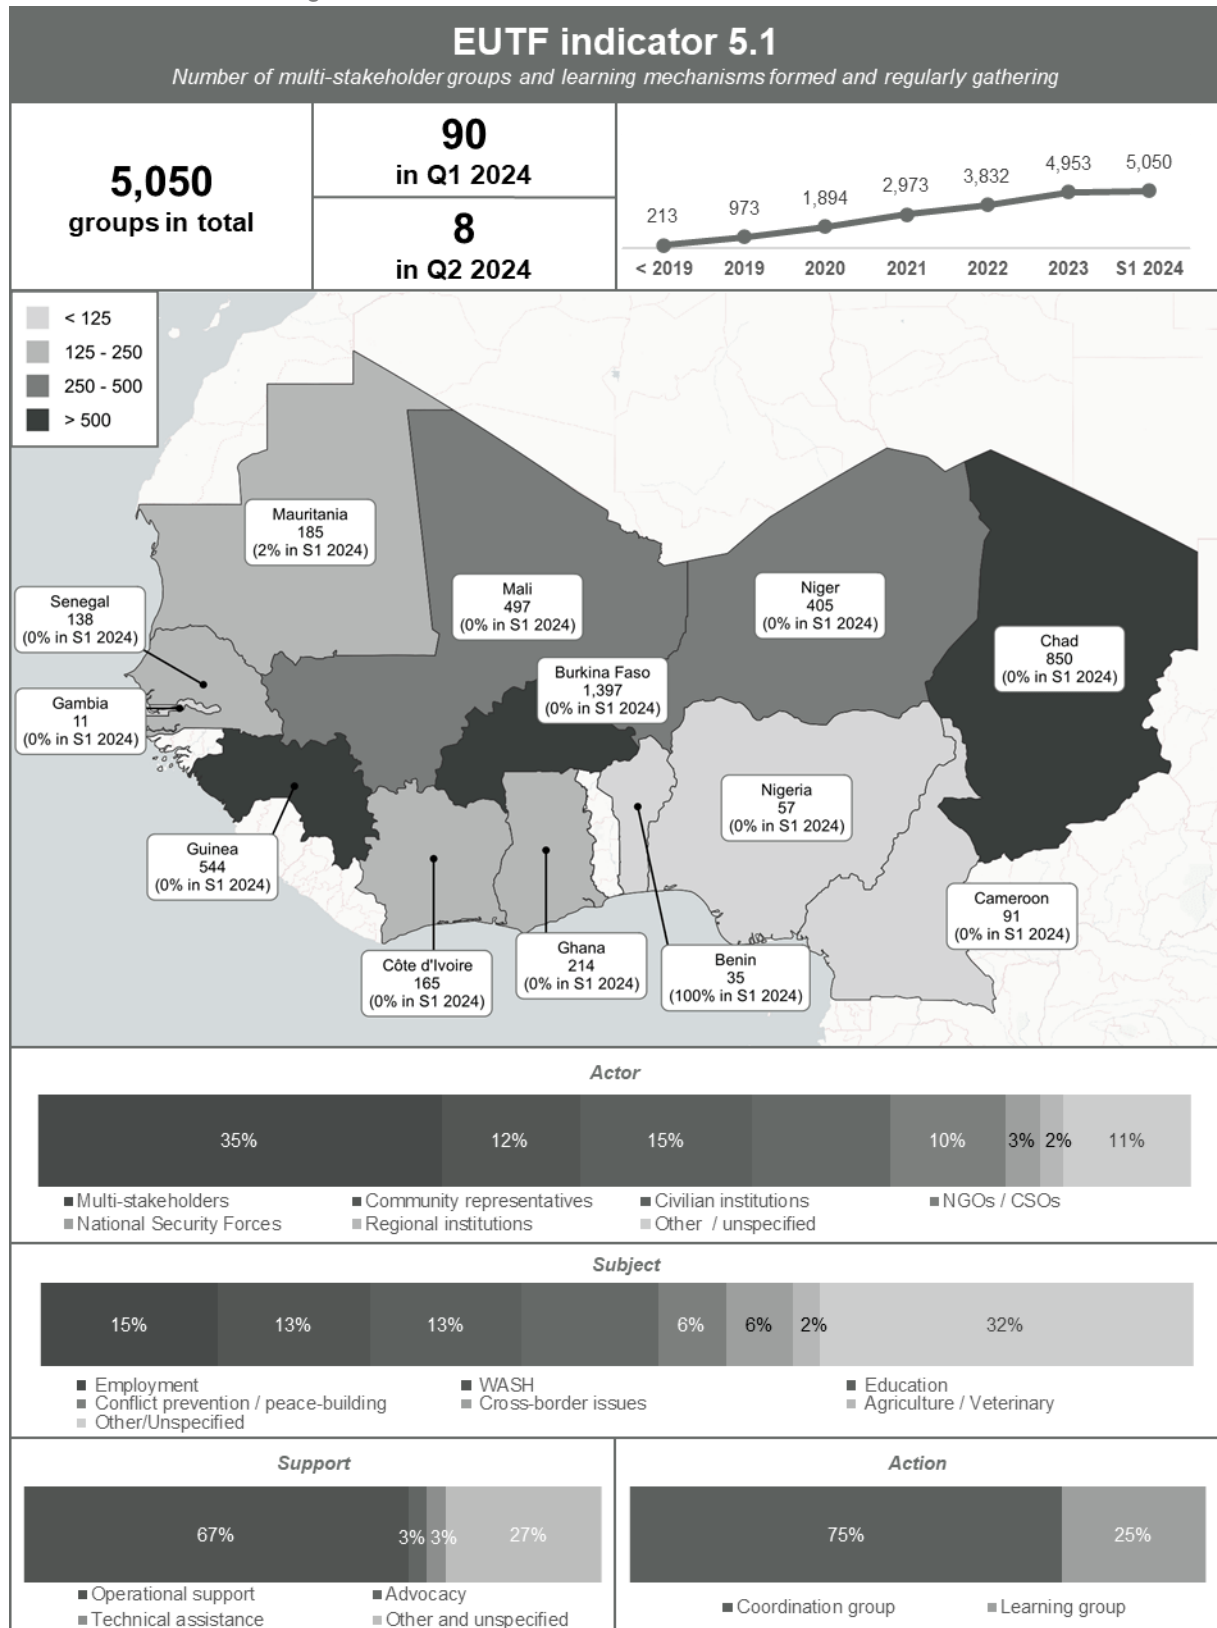 EUTF indicator 5.1
Number of multi-stakeholder groups and learning mechanisms formed and regularly gathering
5,050
groups in total
90
in Q1 2024
8
in Q2 2024
213
973
1,894
2,973
3,832
4,953
5,050
< 2019
2019
2020
2021
2022
2023
S1 2024
< 125
125 - 250
250 - 500
> 500
Mauritania
185
(2% in S1 2024)
Mali
497
(0% in S1 2024)
Niger
405
(0% in S1 2024)
Senegal
138
(0% in S1 2024)
Chad
850
(0% in S1 2024)
Burkina Faso
1,397
(0% in S1 2024)
Gambia
11
(0% in S1 2024)
Nigeria
57
(0% in S1 2024)
Guinea
544
(0% in S1 2024)
Cameroon
91
(0% in S1 2024)
Côte d'Ivoire
165
(0% in S1 2024)
Ghana
214
(0% in S1 2024)
Benin
35
(100% in S1 2024)
Actor
35%
12%
15%
10%
3%
2%
11%
Multi-stakeholders
Community representatives
Civilian institutions
NGOs / CSOs
National Security Forces
Regional institutions
Other / unspecified
Subject
15%
13%
13%
6%
6%
2%
32%
Employment
WASH
Education
Conflict prevention / peace-building
Cross-border issues
Agriculture / Veterinary
Other/Unspecified
Support
67%
3%
3%
27%
Operational support
Advocacy
Technical assistance
Other and unspecified
Action
75%
25%
Coordination group
Learning group